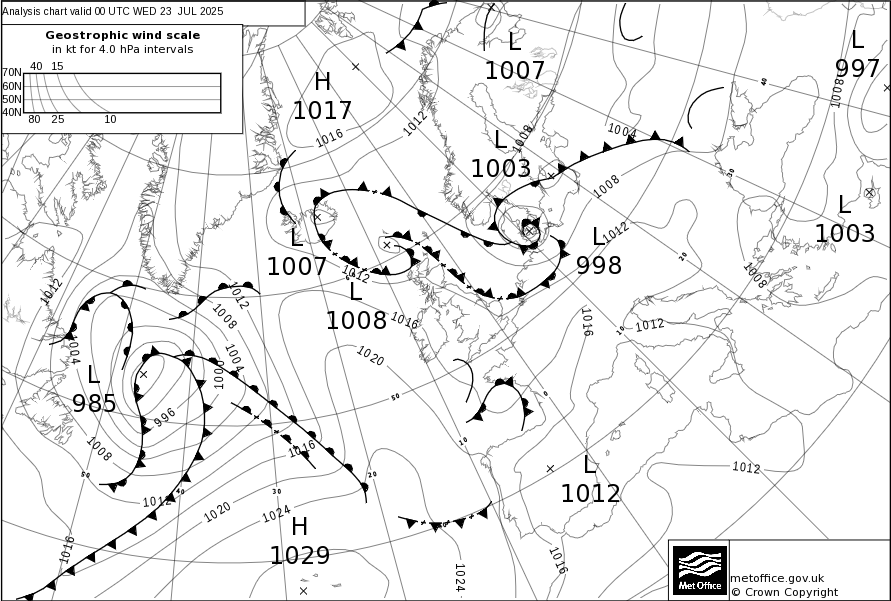 Analysis chart valid 00 UTC WED 23 JUL 2025
Geostrophic wind scale
in kt for 4.0 hPa intervals
40 15
70N
60N
50N
40N
80 25 10
H
1017
L
1007
L
997
L
1003
L
1003
L
998
L
1007
L
1008
L
985
L
1012
H
1029
1016
1012
1008
1004
1008
1012
1008
1008
1012
1012
1008
1004
1000
1004
996
1008
1012
1016
1020
1024
1016
1012
1016
1020
1016
1012
1012
1016
1024
40
30
20
10
0
10
20
30
40
50
50
Met Office
metoffice.gov.uk
© Crown Copyright